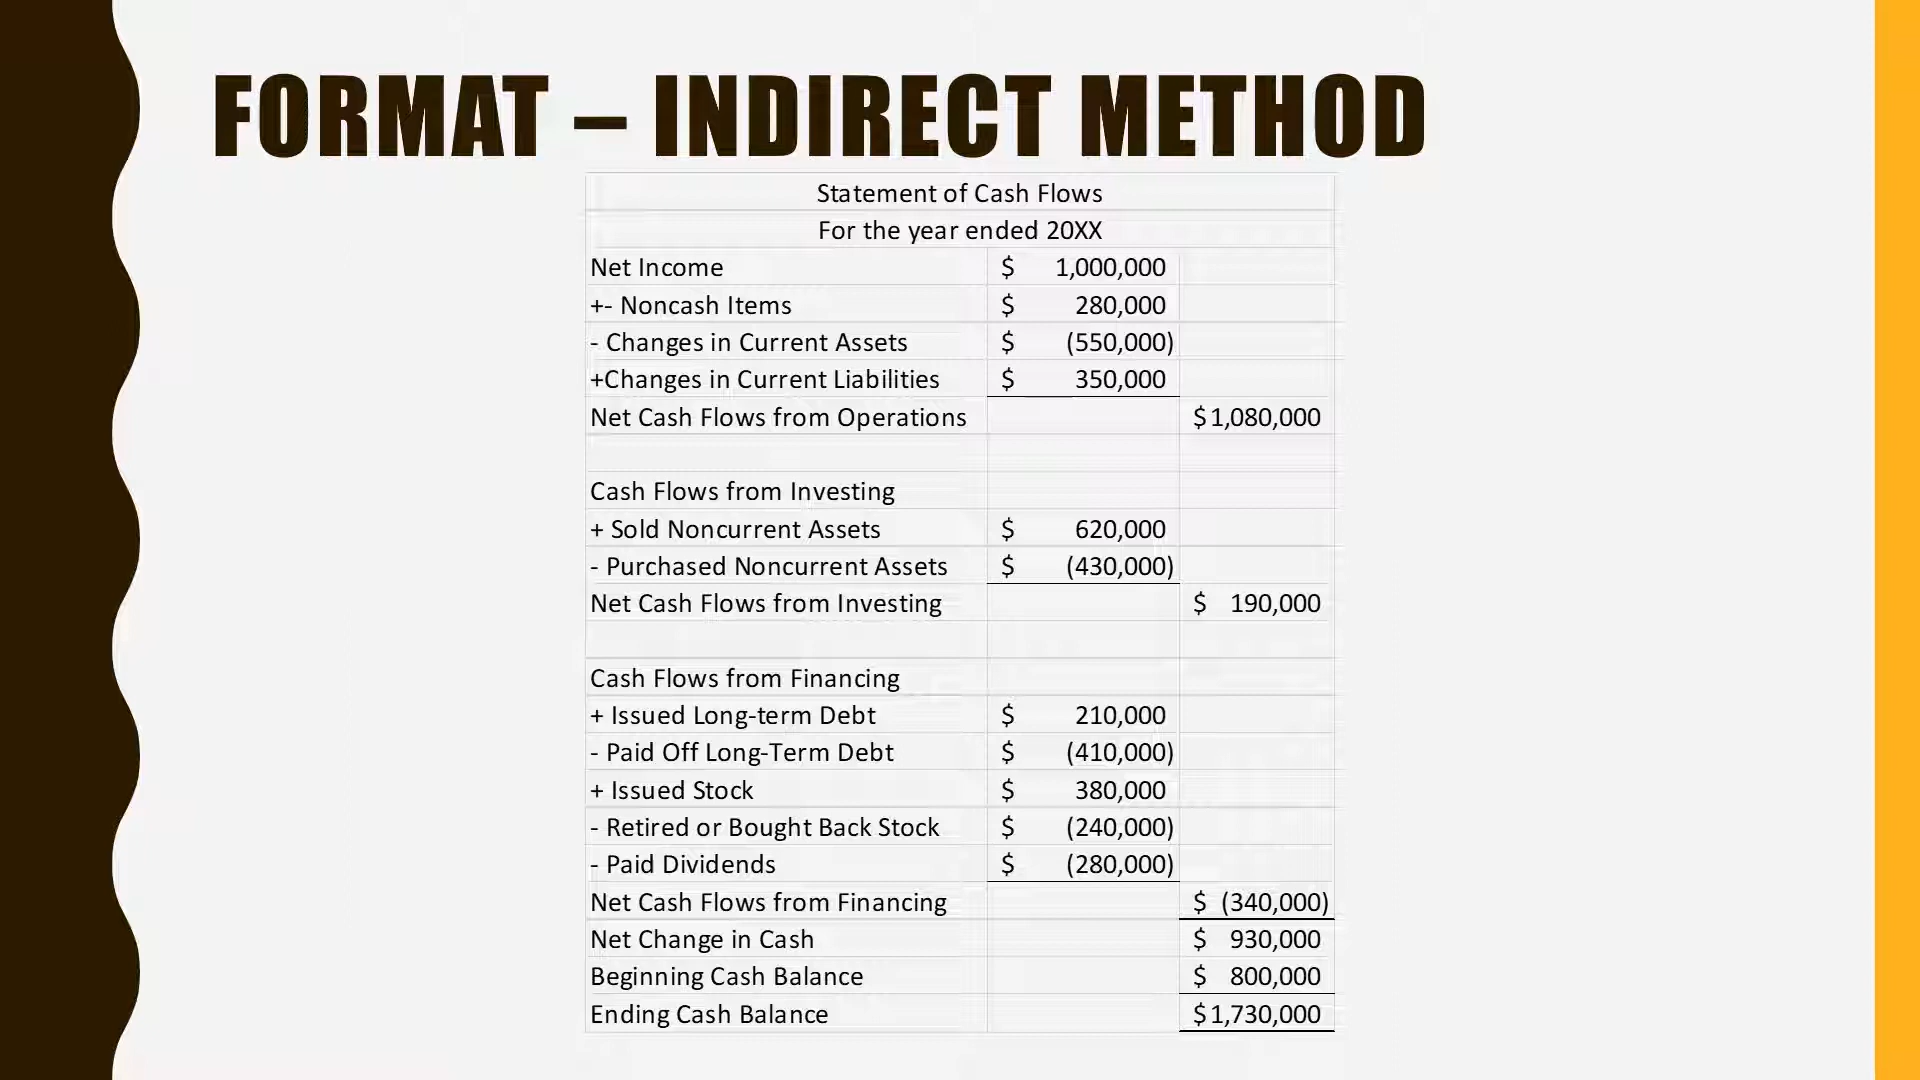 FORMAT – INDIRECT METHOD
Statement of Cash Flows
For the year ended 20XX
Net Income $ 1,000,000
+- Noncash Items $ 280,000
- Changes in Current Assets $ (550,000)
+Changes in Current Liabilities $ 350,000
Net Cash Flows from Operations $1,080,000
Cash Flows from Investing
+ Sold Noncurrent Assets $ 620,000
- Purchased Noncurrent Assets $ (430,000)
Net Cash Flows from Investing $ 190,000
Cash Flows from Financing
+ Issued Long-term Debt $ 210,000
- Paid Off Long-Term Debt $ (410,000)
+ Issued Stock $ 380,000
- Retired or Bought Back Stock $ (240,000)
- Paid Dividends $ (280,000)
Net Cash Flows from Financing $ (340,000)
Net Change in Cash $ 930,000
Beginning Cash Balance $ 800,000
Ending Cash Balance $1,730,000